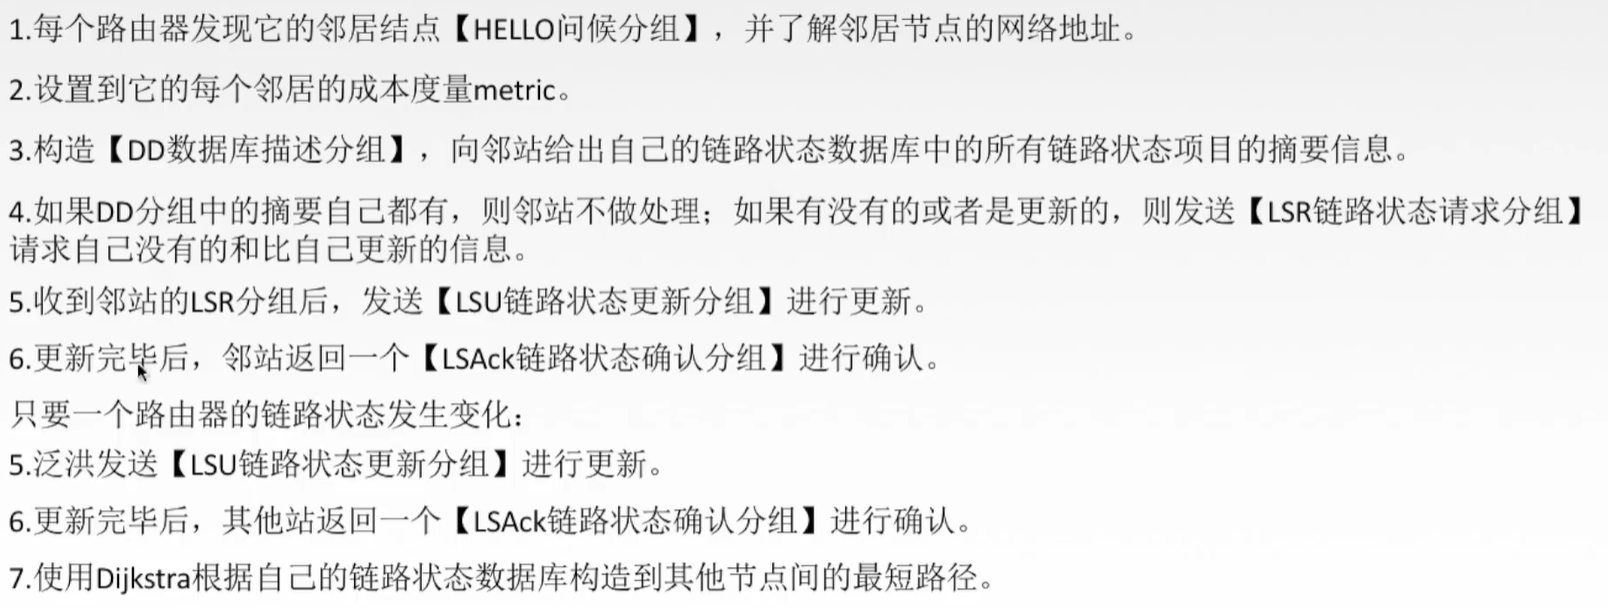 1.每个路由器发现它的邻居结点【HELLO问候分组】，并了解邻居节点的网络地址。
2.设置到它的每个邻居的成本度量metric。
3.构造【DD数据库描述分组】，向邻站给出自己的链路状态数据库中的所有链路状态项目的摘要信息。
4.如果DD分组中的摘要自己都有，则邻站不做处理；如果有没有的或者是更新的，则发送【LSR链路状态请求分组】
请求自己没有的和比自己更新的信息。
5.收到邻站的LSR分组后，发送【LSU链路状态更新分组】进行更新。
6.更新完毕后，邻站返回一个【LSAck链路状态确认分组】进行确认。
只要一个路由器的链路状态发生变化：
5.泛洪发送【LSU链路状态更新分组】进行更新。
6.更新完毕后，其他站返回一个【LSAck链路状态确认分组】进行确认。
7.使用Dijkstra根据自己的链路状态数据库构造到其他节点间的最短路径。